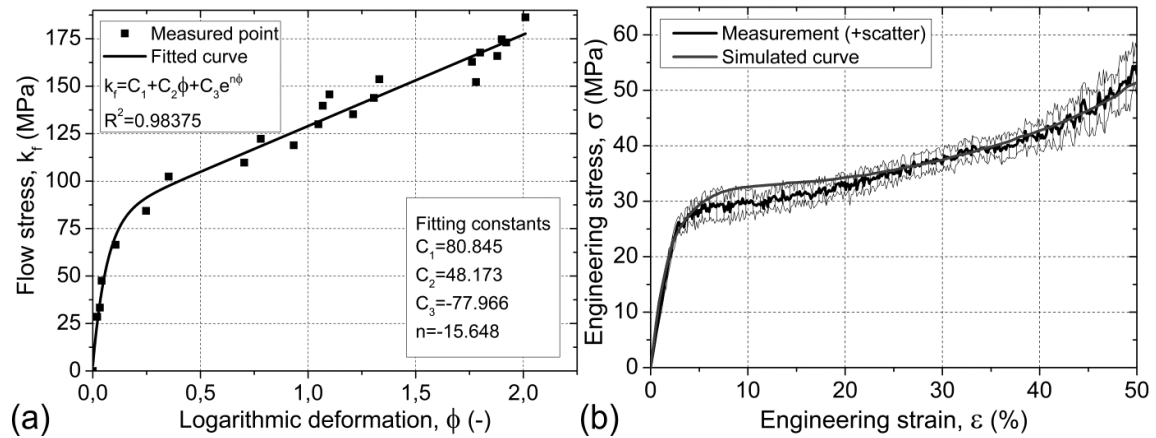 175
150
125
100
75
50
25
0
Flow stress, k_f (MPa)
Measured point
Fitted curve
k_f=C_1+C_2ϕ+C_3e^{nϕ}
R²=0.98375
Fitting constants
C_1=80.845
C_2=48.173
C_3=-77.966
n=-15.648
0,0 0,5 1,0 1,5 2,0
Logarithmic deformation, ϕ (-)
(a)
60
50
40
30
20
10
0
Engineering stress, σ (MPa)
Measurement (+scatter)
Simulated curve
0 10 20 30 40 50
Engineering strain, ε (%)
(b)